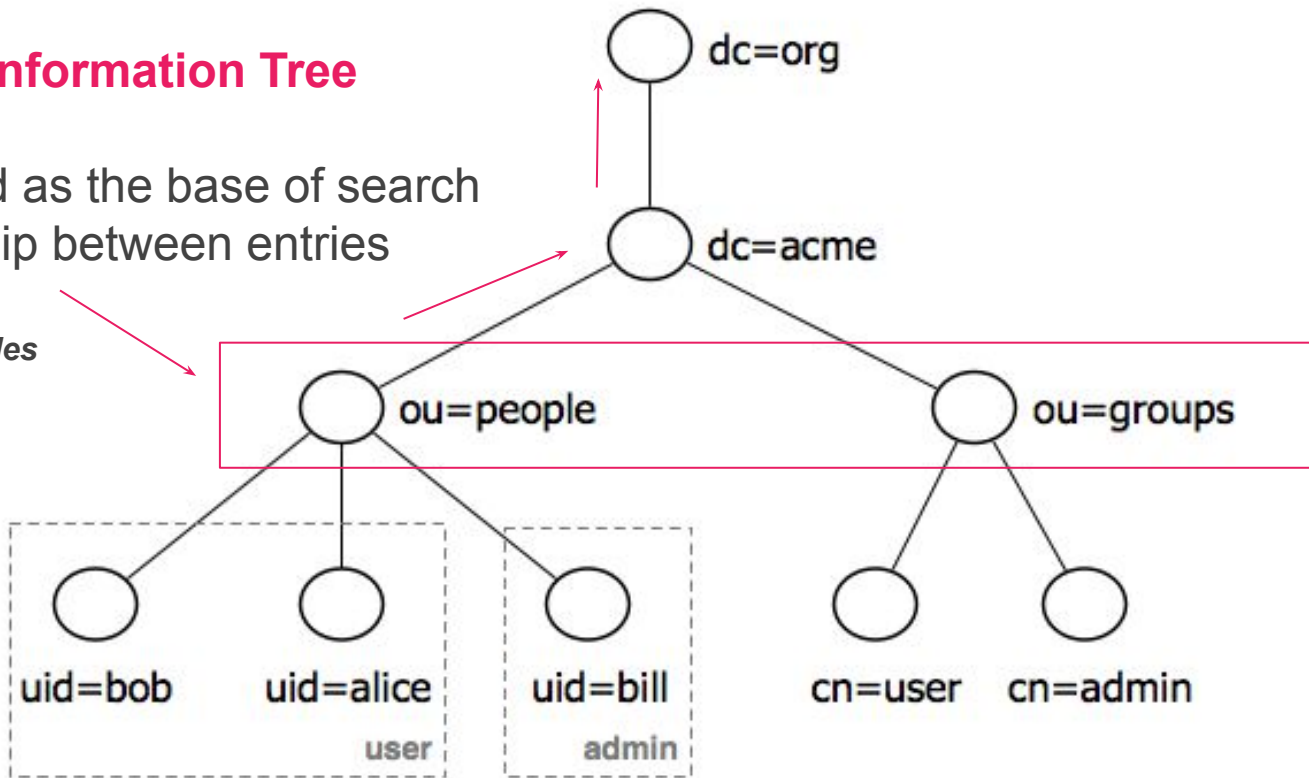 nformation Tree
as the base of search
ip between entries
les
dc=org
dc=acme
ou=people
ou=groups
uid=bob
uid=alice
uid=bill
cn=user
cn=admin
user
admin